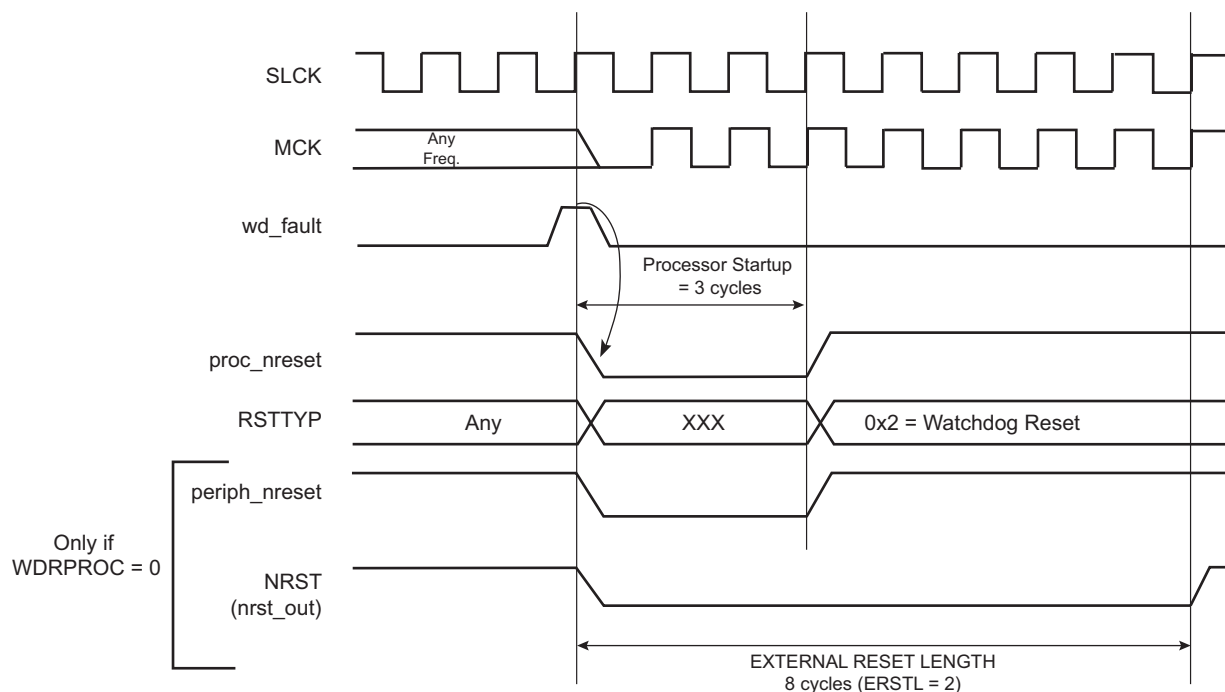 SLCK
MCK
Any
Freq.
wd_fault
Processor Startup
= 3 cycles
proc_nreset
RSTTYP
Any
XXX
0x2 = Watchdog Reset
periph_nreset
Only if
WDRPROC = 0
NRST
(nrst_out)
EXTERNAL RESET LENGTH
8 cycles (ERSTL = 2)